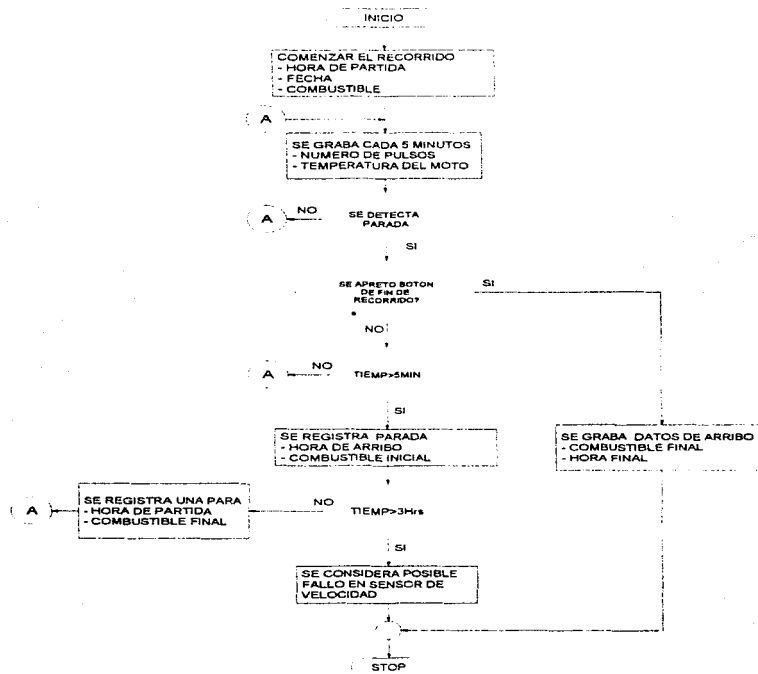 INICIO
COMENZAR EL RECORRIDO
- HORA DE PARTIDA
- FECHA
- COMBUSTIBLE
A
SE GRABA CADA 5 MINUTOS
- NUMERO DE PULSOS
- TEMPERATURA DEL MOTO
A
NO
SE DETECTA
PARADA
SI
SE APRETO BOTON
DE FIN DE
RECORRIDO?
SI
NO
A
NO
TIEMP>5MIN
SI
SE REGISTRA PARADA
- HORA DE ARRIBO
- COMBUSTIBLE INICIAL
SE GRABA DATOS DE ARRIBO
- COMBUSTIBLE FINAL
- HORA FINAL
A
SE REGISTRA UNA PARA
- HORA DE PARTIDA
- COMBUSTIBLE FINAL
NO
TIEMP>3Hrs
SI
SE CONSIDERA POSIBLE
FALLO EN SENSOR DE
VELOCIDAD
STOP